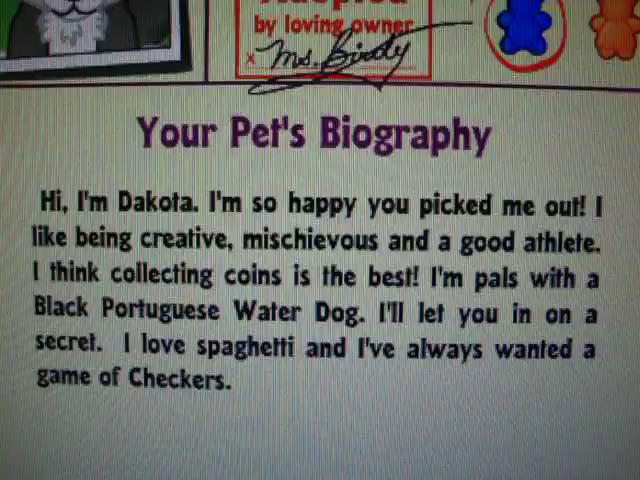 by loving owner
x Ms. Birdy
Your Pet's Biography
Hi, I'm Dakota. I'm so happy you picked me out! I
like being creative, mischievous and a good athlete.
I think collecting coins is the best! I'm pals with a
Black Portuguese Water Dog. I'll let you in on a
secret. I love spaghetti and I've always wanted a
game of Checkers.